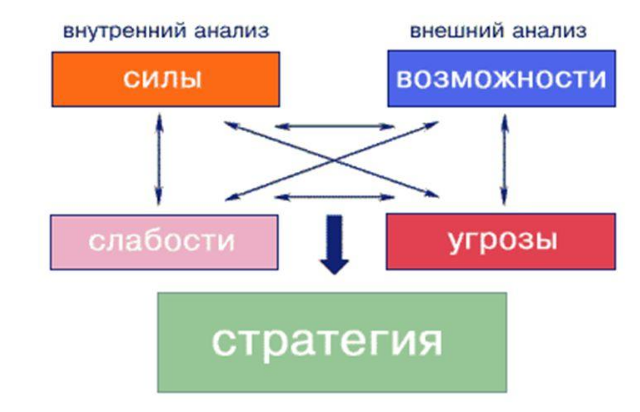 внутренний анализ
внешний анализ
силы
возможности
слабости
угрозы
стратегия